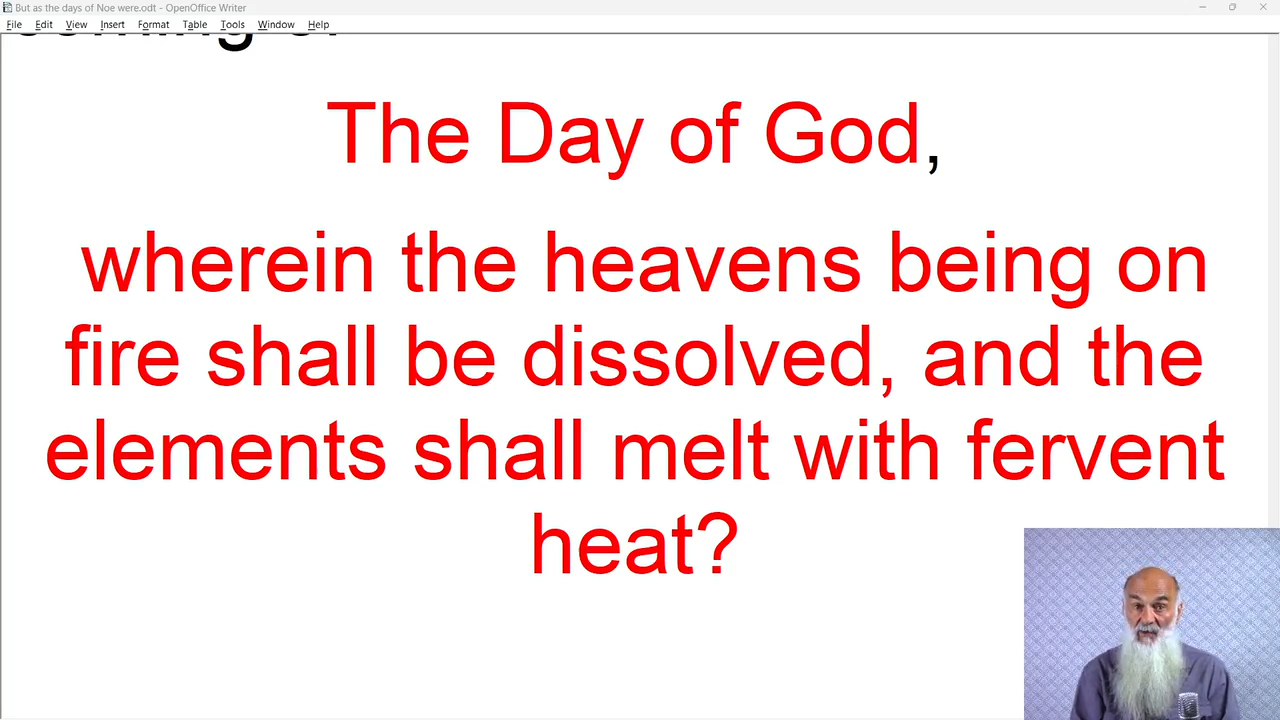 But as the days of Noe were.odt - OpenOffice Writer
File Edit View Insert Format Table Tools Window Help
The Day of God,
wherein the heavens being on
fire shall be dissolved, and the
elements shall melt with fervent
heat?